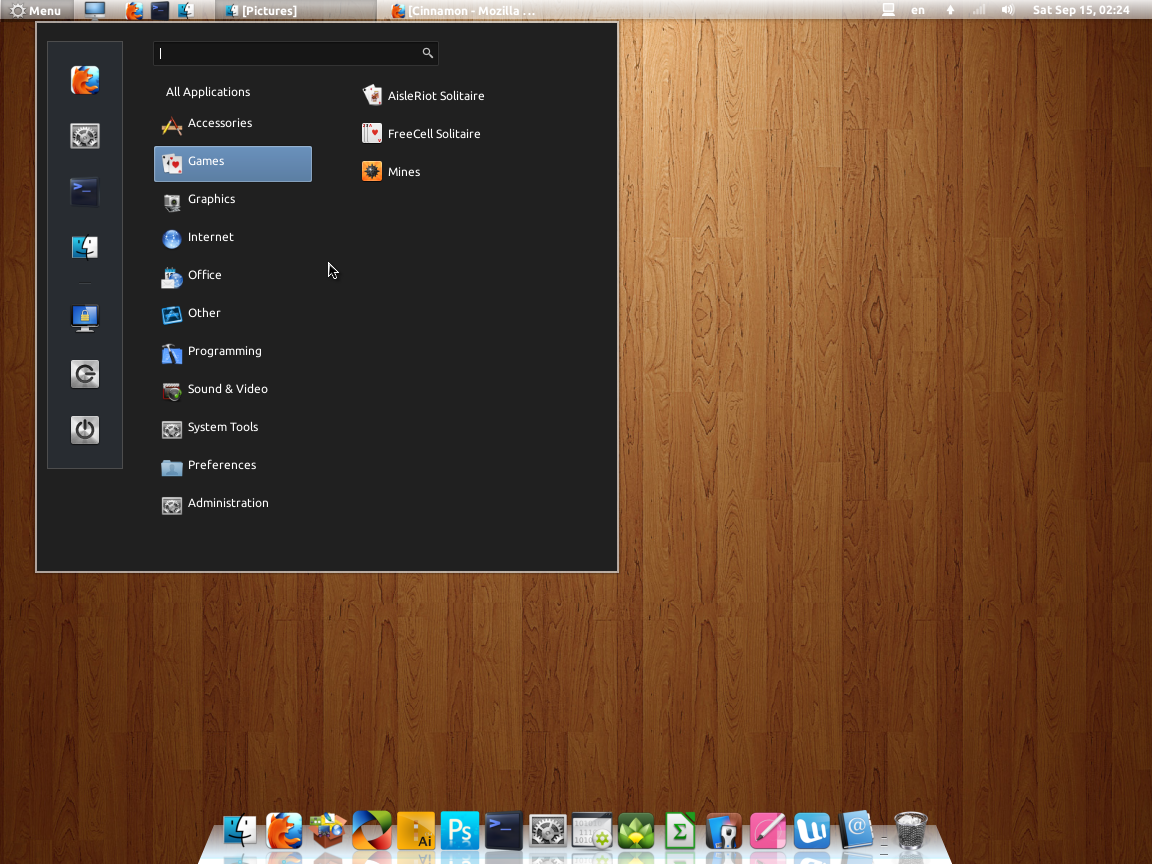 Menu
[Pictures]
[Cinnamon - Mozilla ...
en
Sat Sep 15, 02:24
All Applications
Accessories
Games
Graphics
Internet
Office
Other
Programming
Sound & Video
System Tools
Preferences
Administration
AisleRiot Solitaire
FreeCell Solitaire
Mines
Ai
Ps